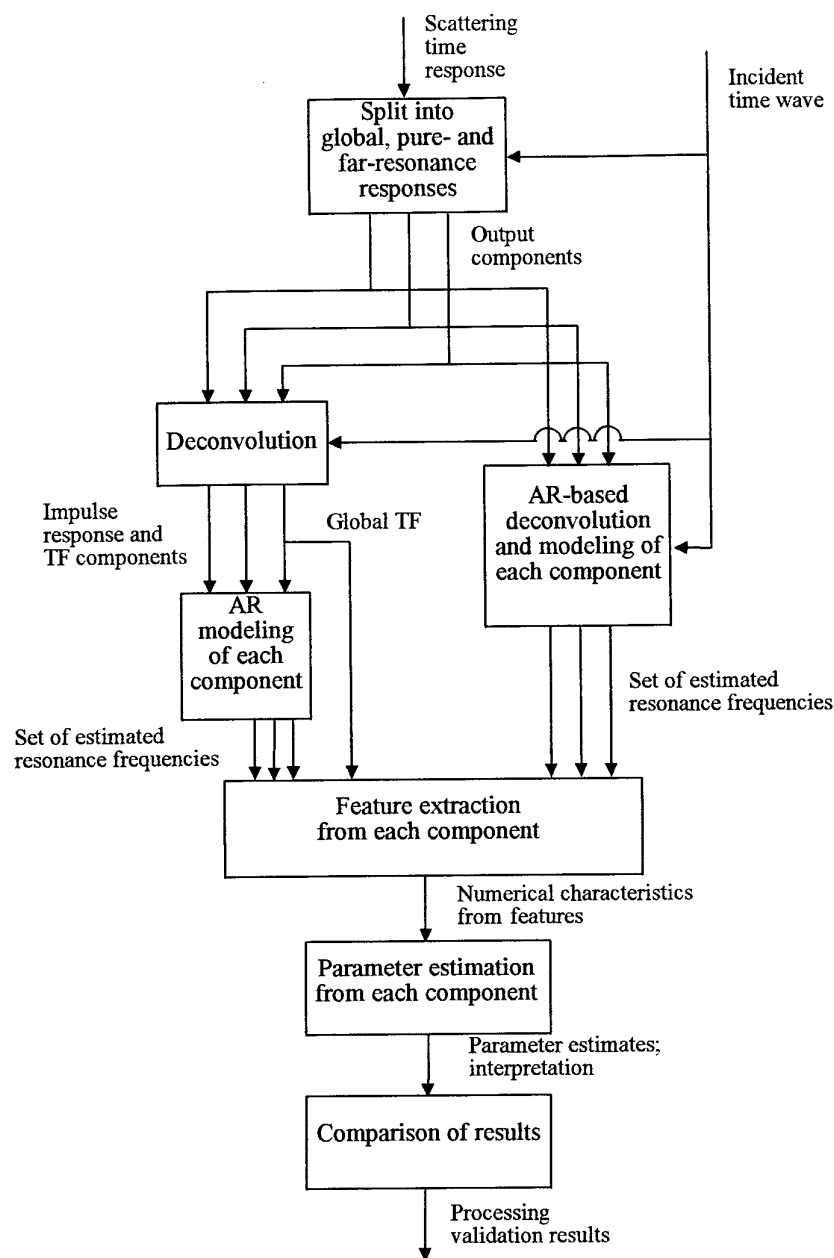 Scattering
time
response
Incident
time wave
Split into
global, pure- and
far-resonance
responses
Output
components
Deconvolution
Impulse
response and
TF components
Global TF
AR-based
deconvolution
and modeling of
each component
AR
modeling
of each
component
Set of estimated
resonance frequencies
Set of estimated
resonance frequencies
Feature extraction
from each component
Numerical characteristics
from features
Parameter estimation
from each component
Parameter estimates;
interpretation
Comparison of results
Processing
validation results